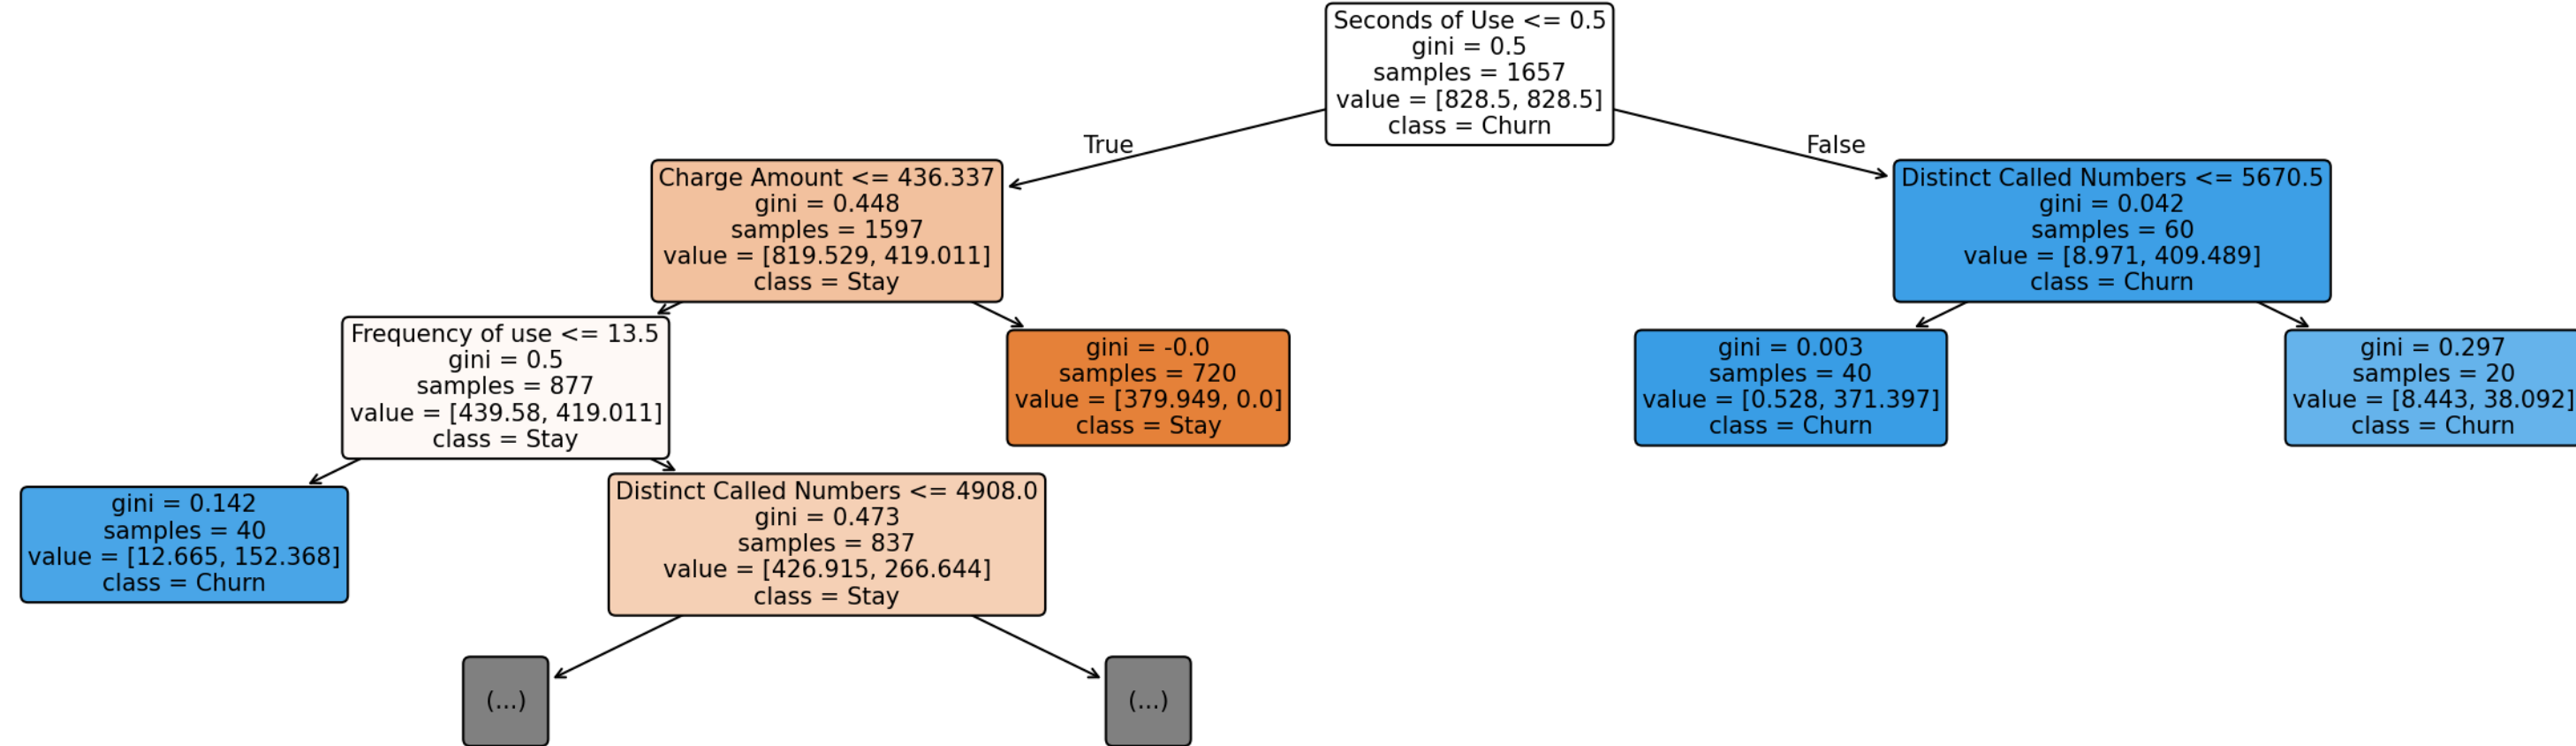 Seconds of Use <= 0.5
gini = 0.5
samples = 1657
value = [828.5, 828.5]
class = Churn
True
False
Charge Amount <= 436.337
gini = 0.448
samples = 1597
value = [819.529, 419.011]
class = Stay
Distinct Called Numbers <= 5670.5
gini = 0.042
samples = 60
value = [8.971, 409.489]
class = Churn
Frequency of use <= 13.5
gini = 0.5
samples = 877
value = [439.58, 419.011]
class = Stay
gini = -0.0
samples = 720
value = [379.949, 0.0]
class = Stay
gini = 0.003
samples = 40
value = [0.528, 371.397]
class = Churn
gini = 0.297
samples = 20
value = [8.443, 38.092]
class = Churn
gini = 0.142
samples = 40
value = [12.665, 152.368]
class = Churn
Distinct Called Numbers <= 4908.0
gini = 0.473
samples = 837
value = [426.915, 266.644]
class = Stay
(...)
(...)